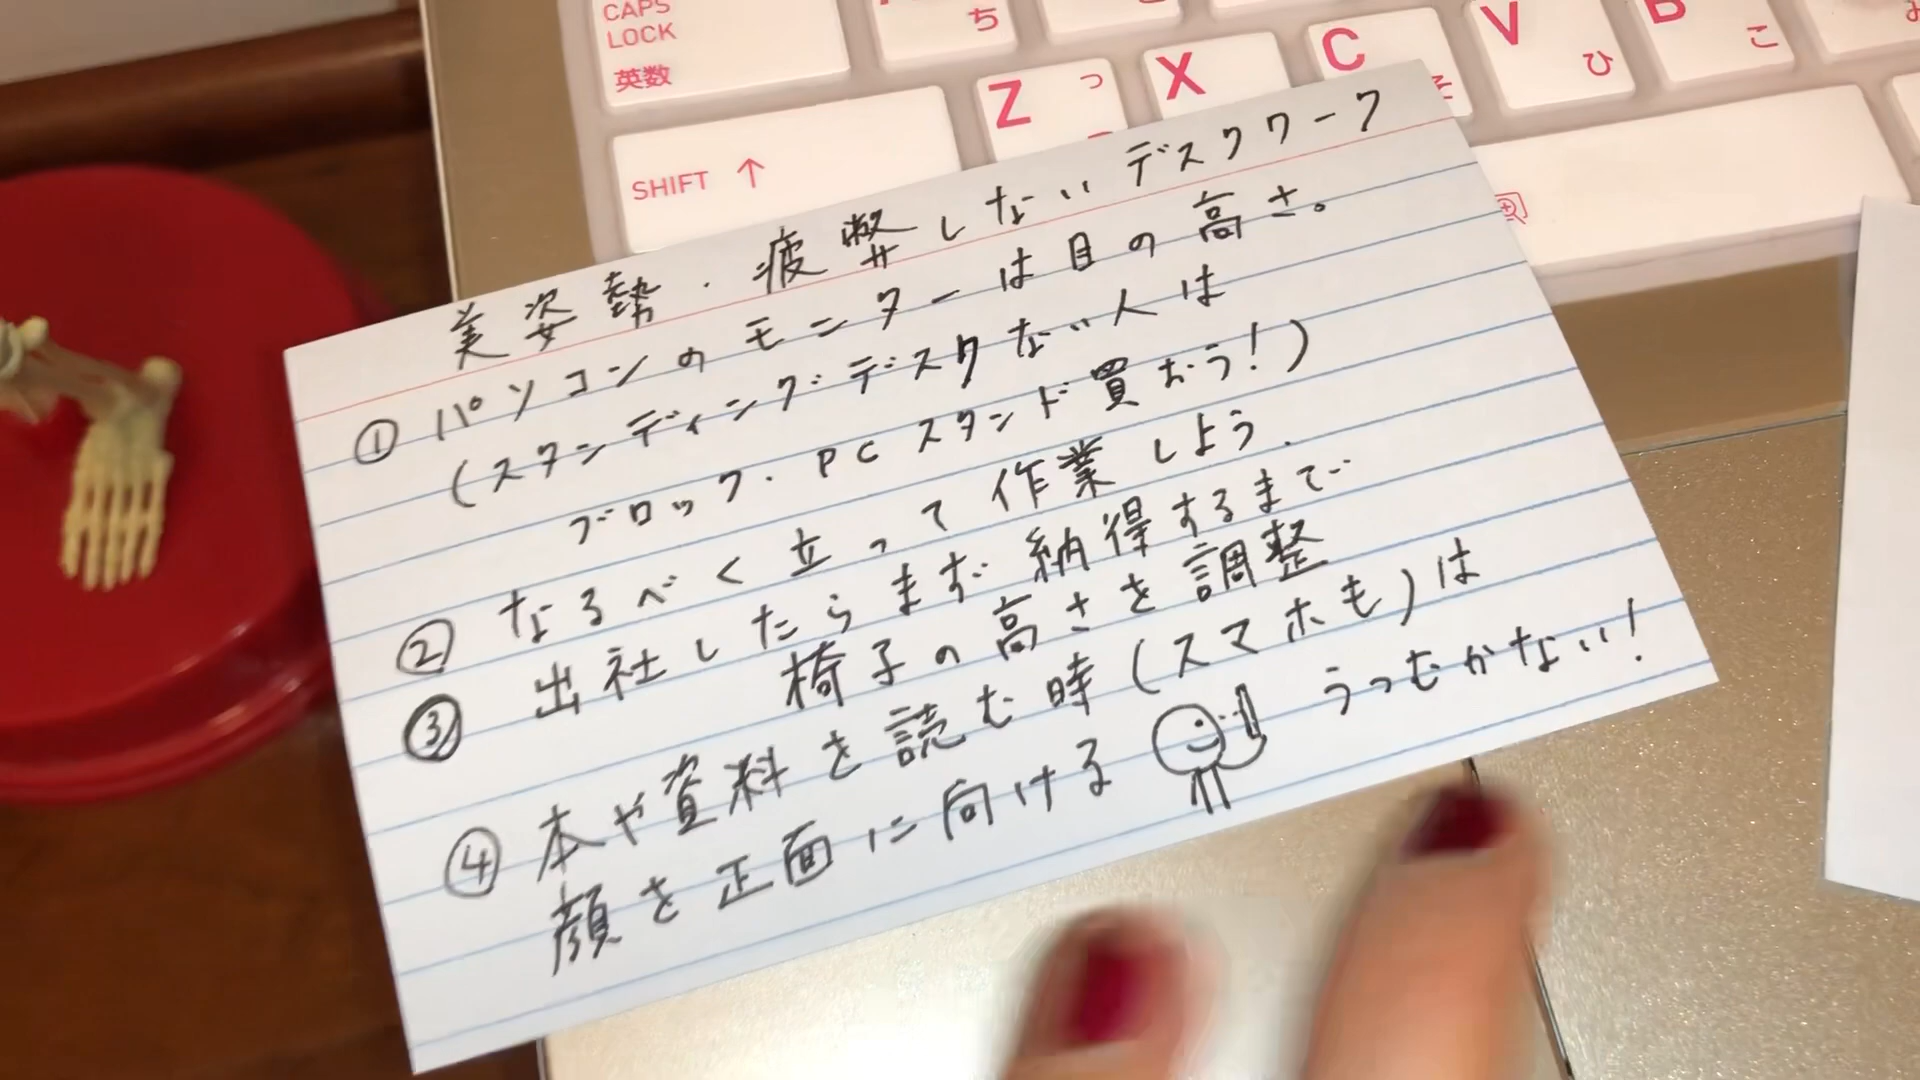 CAPS
LOCK
英数
ち
SHIFT ↑
Z っ
X
C そ
V ひ
B こ
美姿勢・疲弊しないデスクワーク
① パソコンのモニターは目の高さ。
(スタンディングデスクない人は
ブロック・PCスタンド買おう!)
② なるべく立って作業しよう.
③ 出社したらまず納得するまで
椅子の高さを調整
④ 本や資料を読む時(スマホも)は
顔を正面に向ける うつむかない!